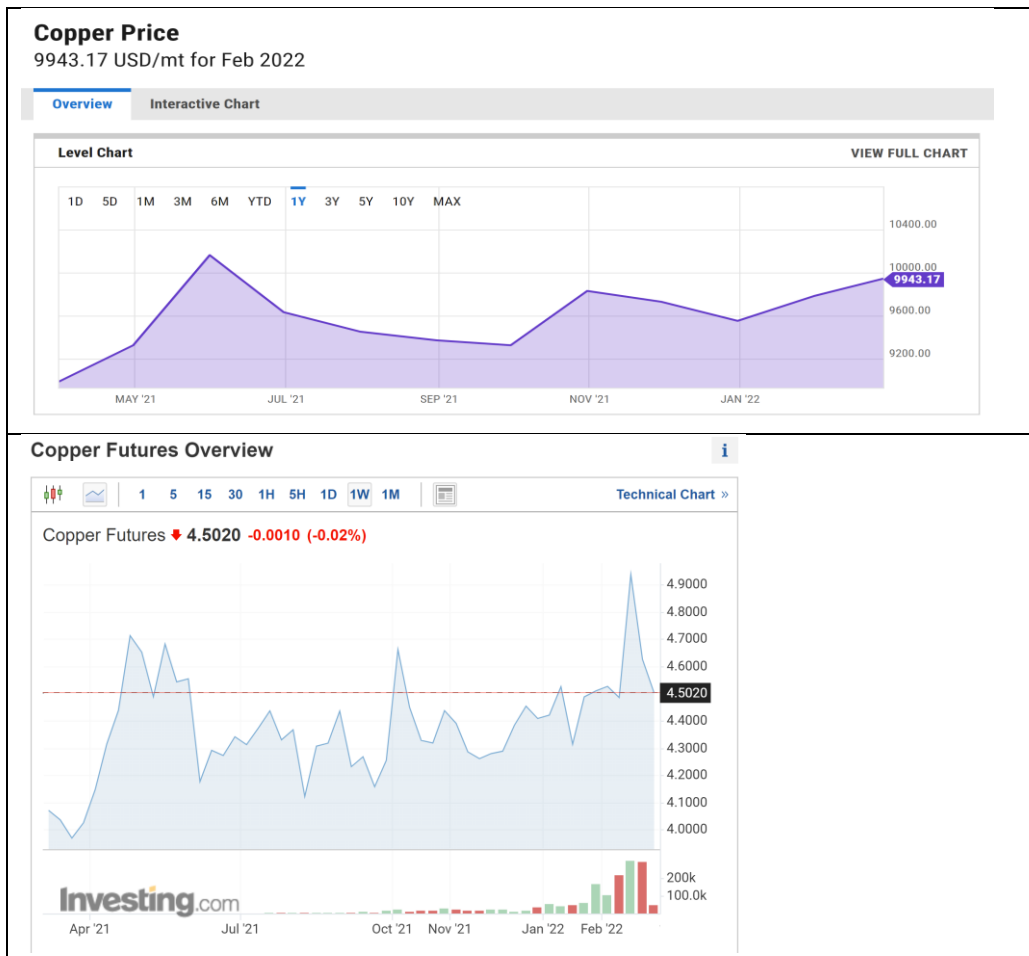 Copper Price
9943.17 USD/mt for Feb 2022
Overview Interactive Chart
Level Chart VIEW FULL CHART
1D 5D 1M 3M 6M YTD 1Y 3Y 5Y 10Y MAX
10400.00
10000.00
9943.17
9600.00
9200.00
MAY '21 JUL '21 SEP '21 NOV '21 JAN '22
Copper Futures Overview i
1 5 15 30 1H 5H 1D 1W 1M Technical Chart »
Copper Futures 4.5020 -0.0010 (-0.02%)
4.9000
4.8000
4.7000
4.6000
4.5020
4.4000
4.3000
4.2000
4.1000
4.0000
200k
100.0k
Investing.com
Apr '21 Jul '21 Oct '21 Nov '21 Jan '22 Feb '22